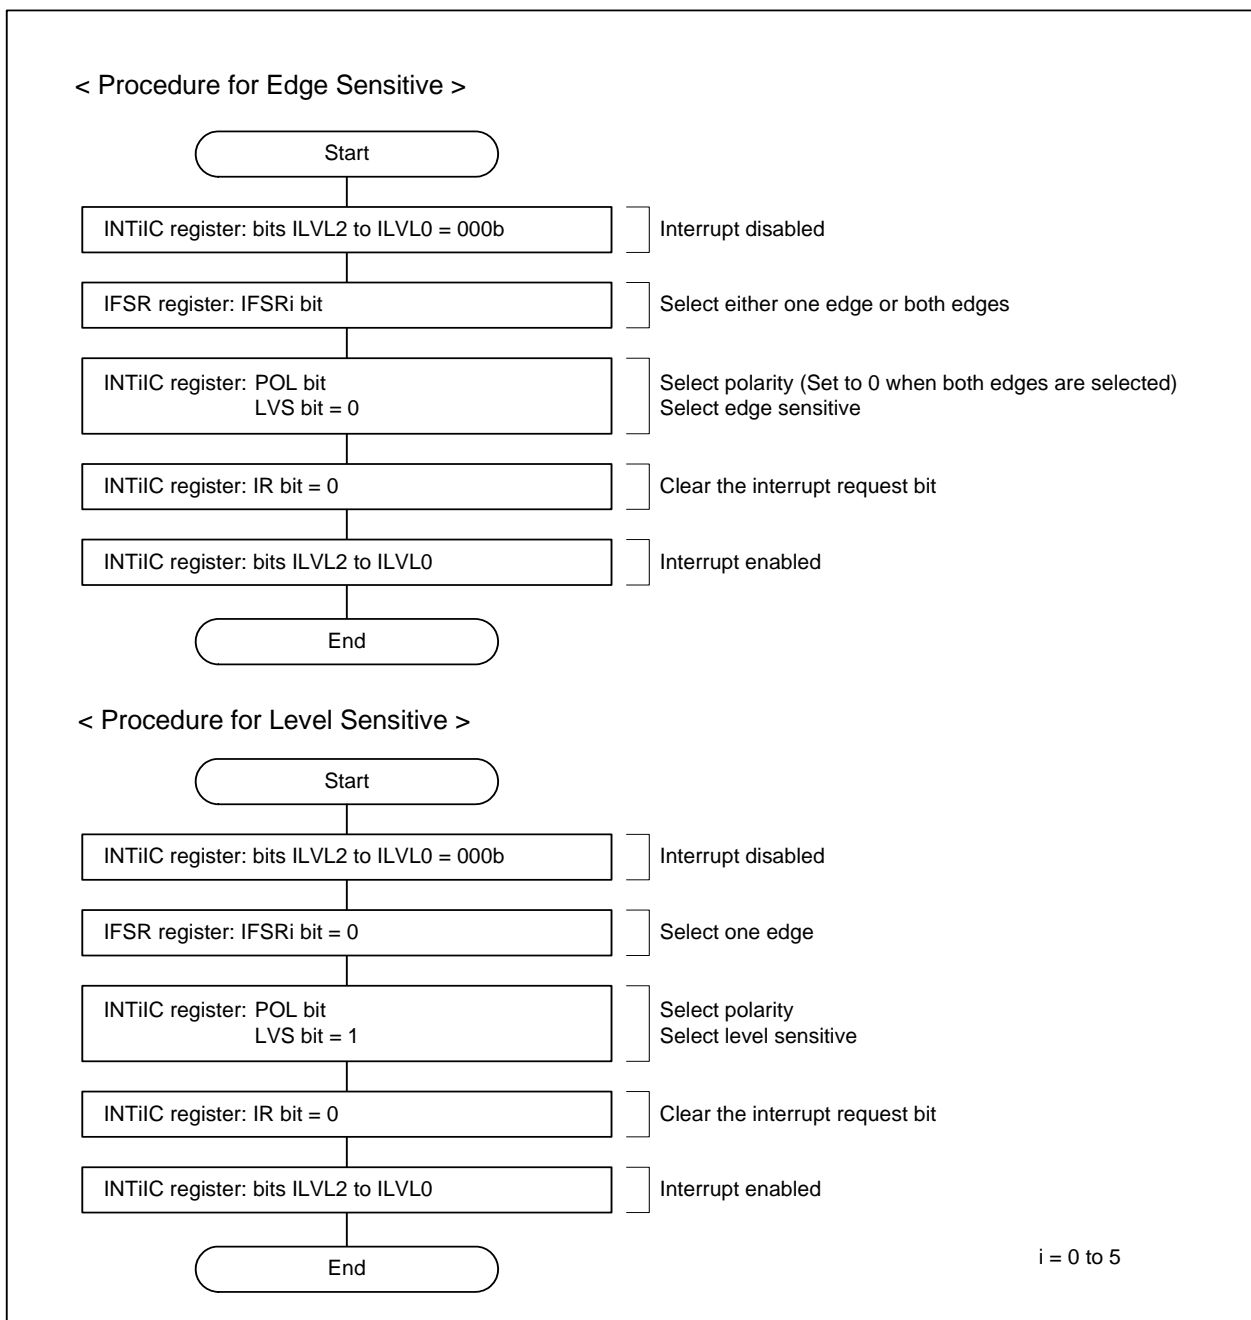 < Procedure for Edge Sensitive >
Start
INTiIC register: bits ILVL2 to ILVL0 = 000b
Interrupt disabled
IFSR register: IFSRi bit
Select either one edge or both edges
INTiIC register: POL bit
LVS bit = 0
Select polarity (Set to 0 when both edges are selected)
Select edge sensitive
INTiIC register: IR bit = 0
Clear the interrupt request bit
INTiIC register: bits ILVL2 to ILVL0
Interrupt enabled
End
< Procedure for Level Sensitive >
Start
INTiIC register: bits ILVL2 to ILVL0 = 000b
Interrupt disabled
IFSR register: IFSRi bit = 0
Select one edge
INTiIC register: POL bit
LVS bit = 1
Select polarity
Select level sensitive
INTiIC register: IR bit = 0
Clear the interrupt request bit
INTiIC register: bits ILVL2 to ILVL0
Interrupt enabled
End
i = 0 to 5